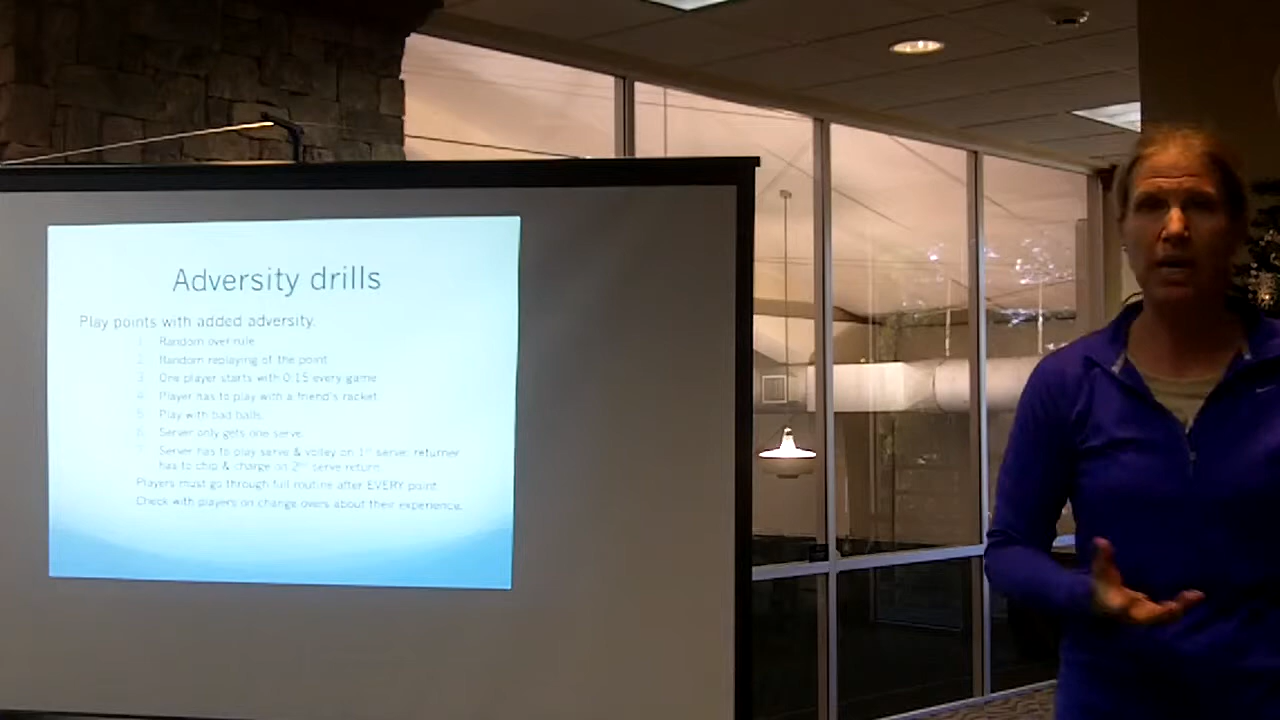 Adversity drills
Play points with added adversity.
1. Random over rule
2. Random replaying of the point
3. One player starts with 0:15 every game
4. Player has to play with a friend's racket
5. Play with bad balls.
6. Server only gets one serve
7. Server has to play serve & volley on 1st serve, returner
has to chip & charge on 2nd serve return
Players must go through full routine after EVERY point
Check with players on change overs about their experience.